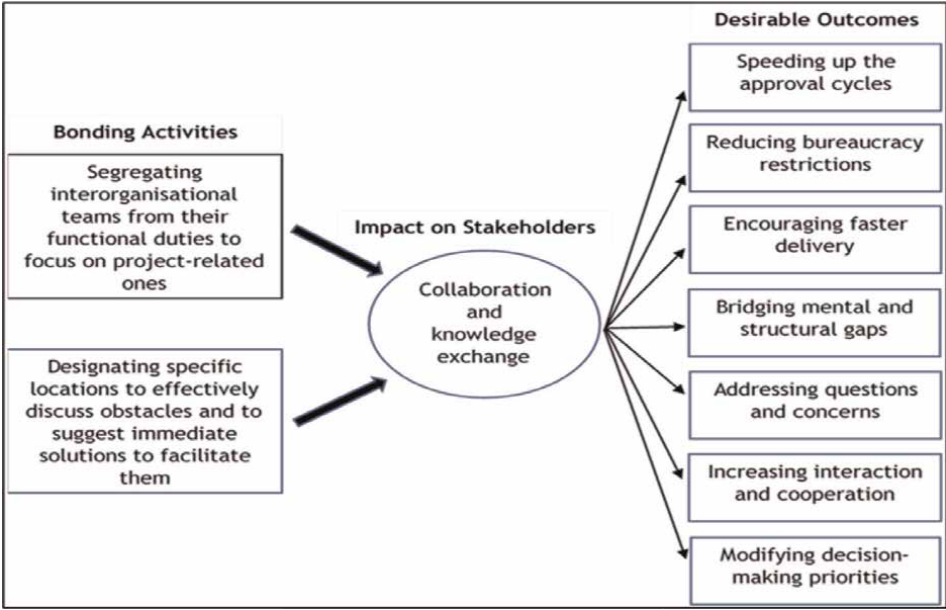 Bonding Activities
Segregating
interorganisational
teams from their
functional duties to
focus on project-related
ones
Designating specific
locations to effectively
discuss obstacles and to
suggest immediate
solutions to facilitate
them
Impact on Stakeholders
Collaboration
and
knowledge
exchange
Desirable Outcomes
Speeding up the
approval cycles
Reducing bureaucracy
restrictions
Encouraging faster
delivery
Bridging mental and
structural gaps
Addressing questions
and concerns
Increasing interaction
and cooperation
Modifying decision-
making priorities